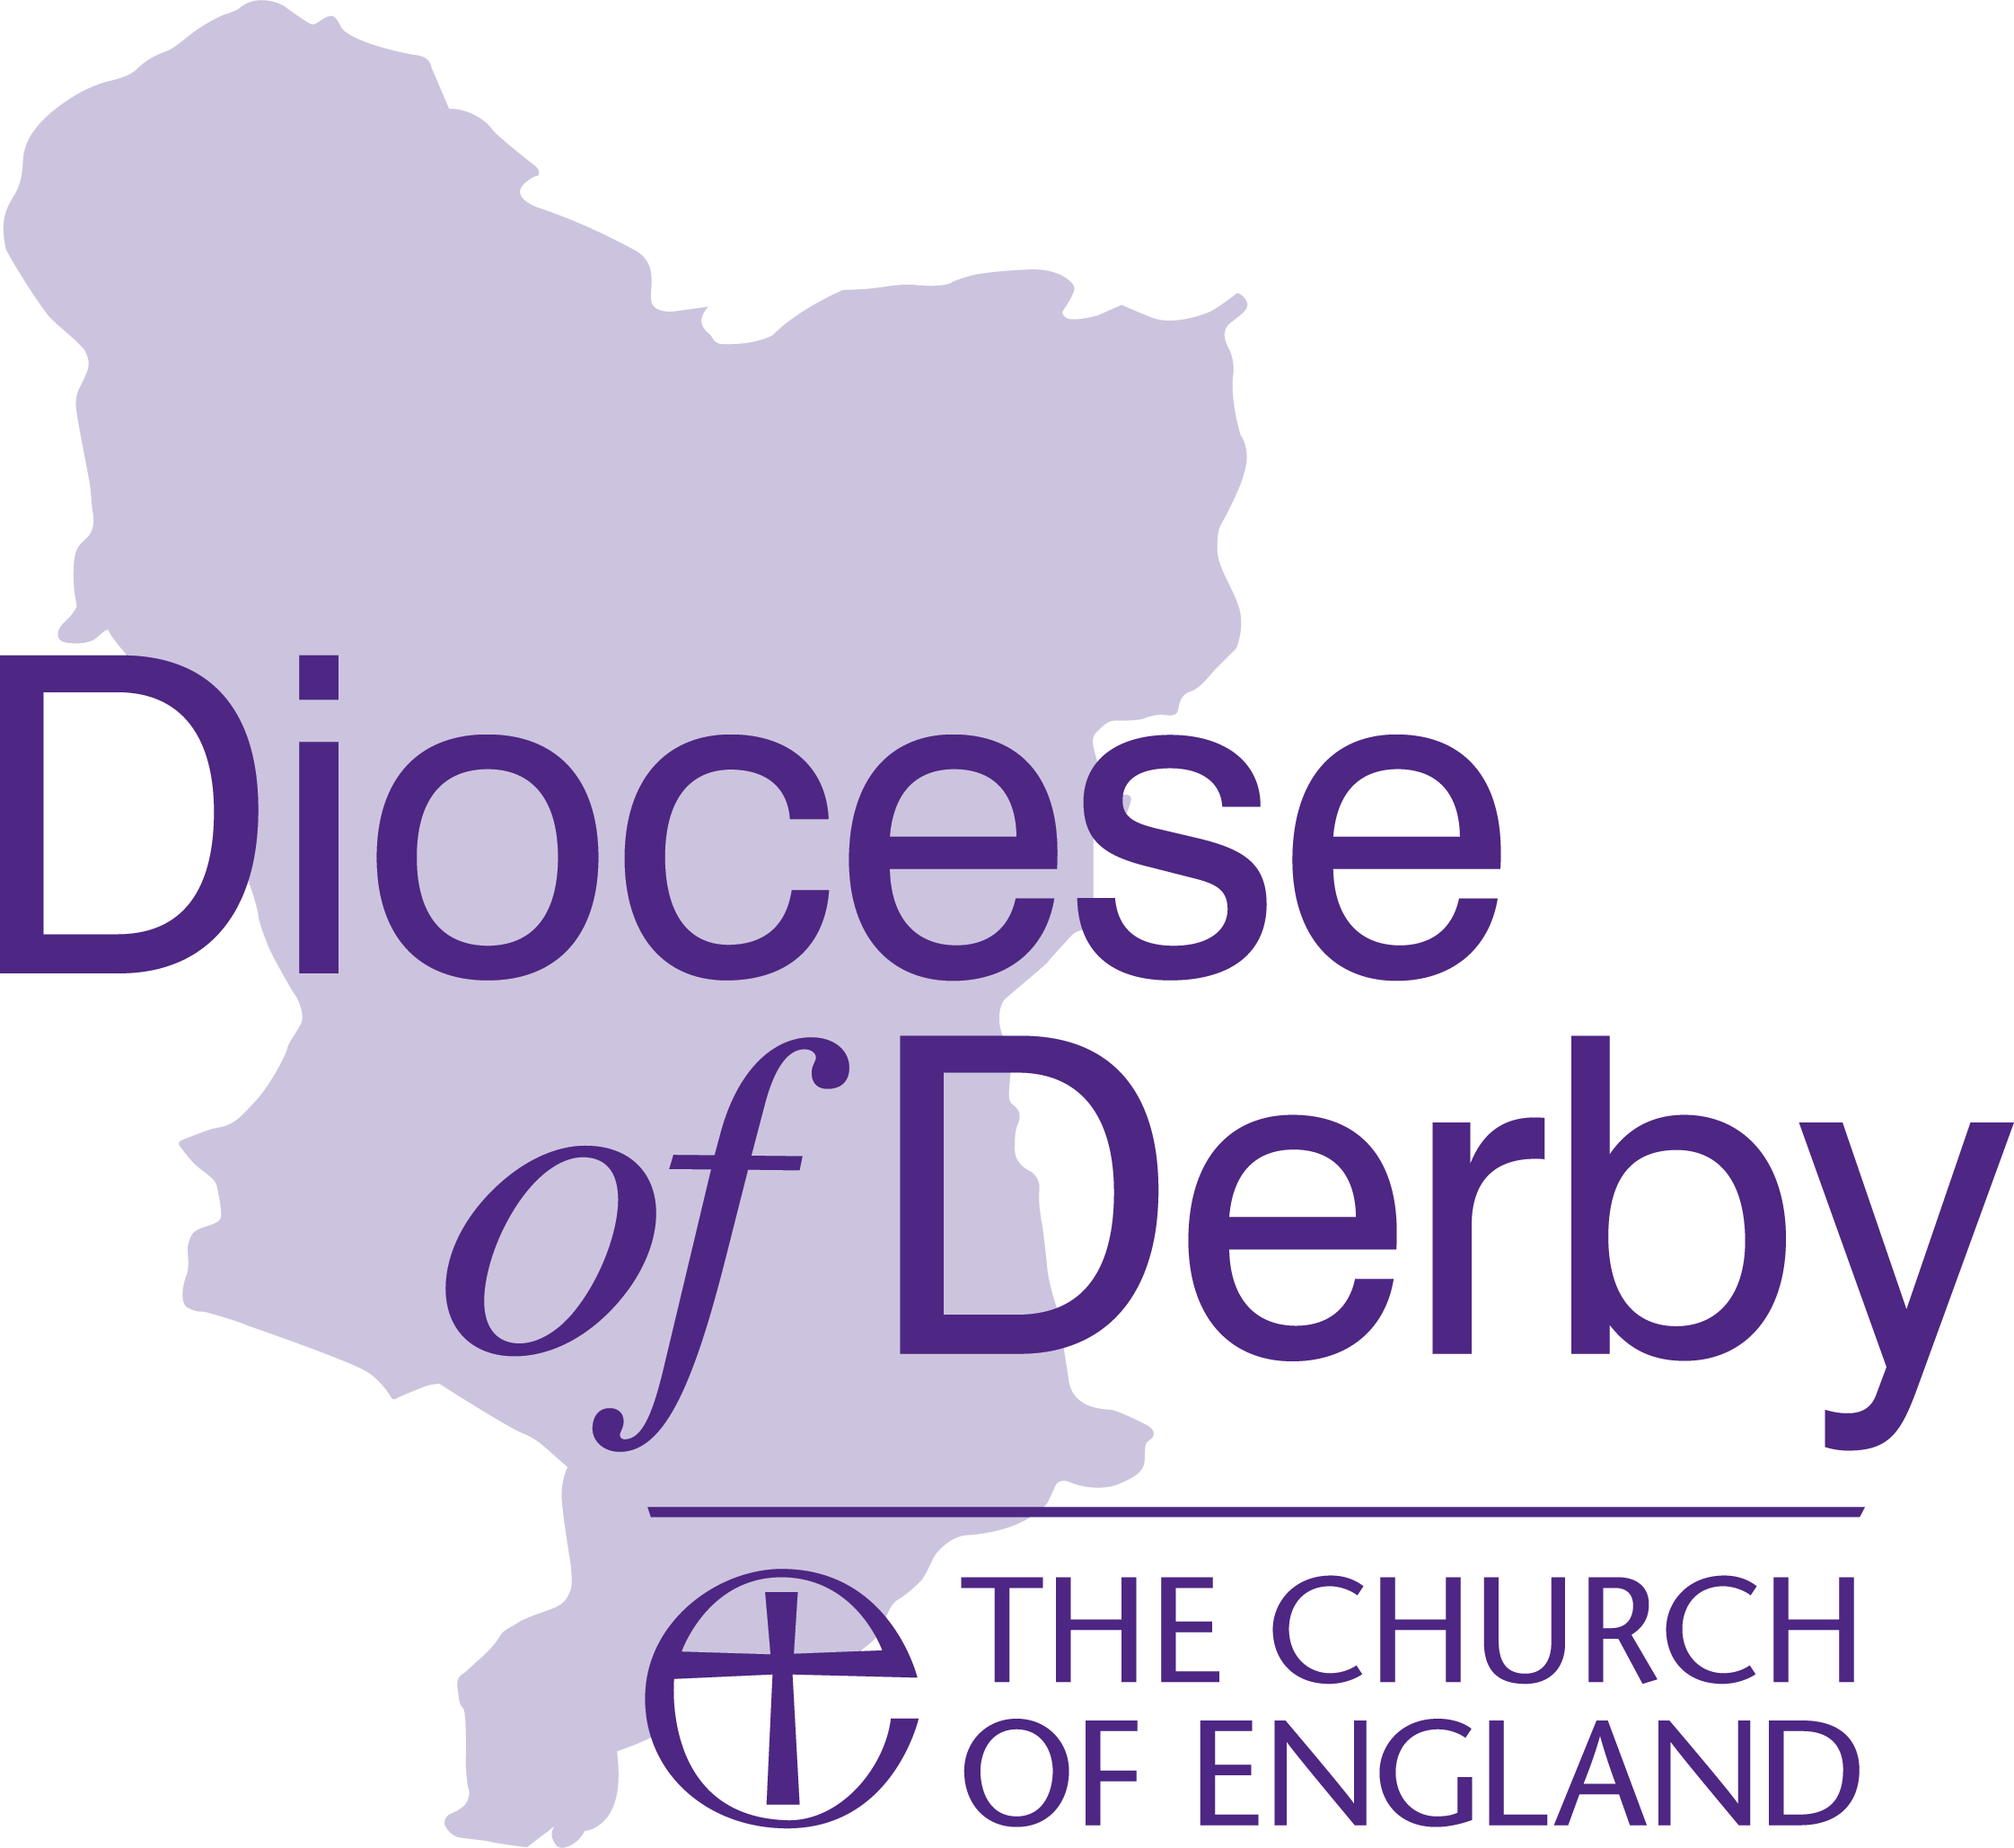 Diocese
of Derby
THE CHURCH
OF ENGLAND